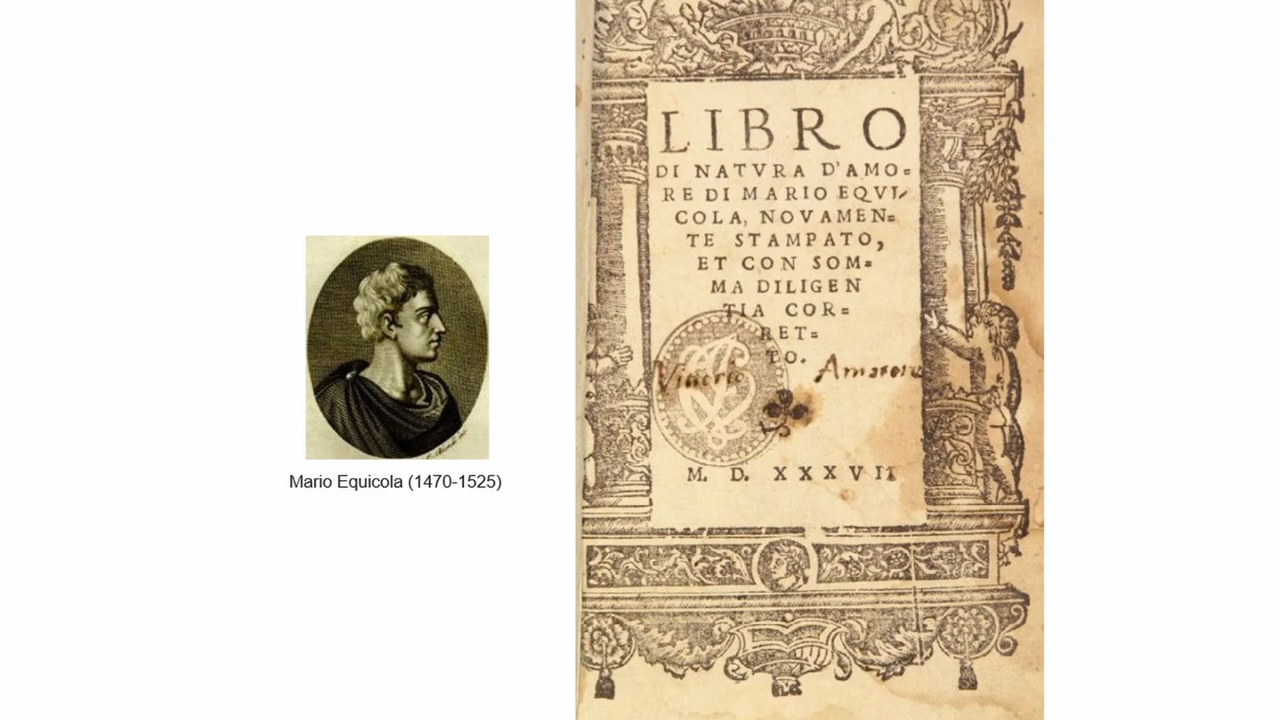 Mario Equicola (1470-1525)
LIBRO
DI NATVRA D'AMO=
RE DI MARIO EQVI/
COLA, NOVAMEN=
TE STAMPATO,
ET CON SOM=
MA DILIGEN
TIA COR=
RET=
TO.
M. D. XXXVII